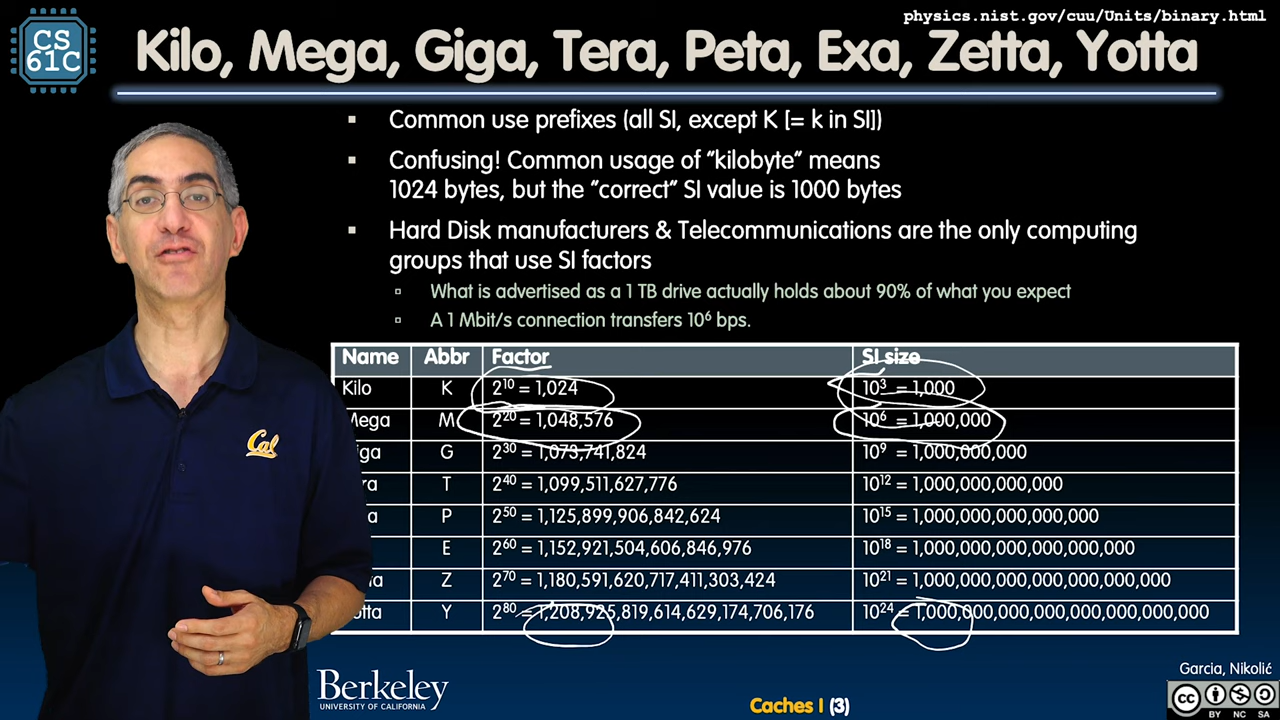 physics.nist.gov/cuu/Units/binary.html
CS
61C
Kilo, Mega, Giga, Tera, Peta, Exa, Zetta, Yotta
Common use prefixes (all SI, except K [= k in SI])
Confusing! Common usage of “kilobyte” means
1024 bytes, but the “correct” SI value is 1000 bytes
Hard Disk manufacturers & Telecommunications are the only computing
groups that use SI factors
What is advertised as a 1 TB drive actually holds about 90% of what you expect
A 1 Mbit/s connection transfers 10⁶ bps.
Name Abbr Factor SI size
Kilo K 2¹⁰ = 1,024 10³ = 1,000
Mega M 2²⁰ = 1,048,576 10⁶ = 1,000,000
iga G 2³⁰ = 1,073,741,824 10⁹ = 1,000,000,000
ra T 2⁴⁰ = 1,099,511,627,776 10¹² = 1,000,000,000,000
a P 2⁵⁰ = 1,125,899,906,842,624 10¹⁵ = 1,000,000,000,000,000
E 2⁶⁰ = 1,152,921,504,606,846,976 10¹⁸ = 1,000,000,000,000,000,000
a Z 2⁷⁰ = 1,180,591,620,717,411,303,424 10²¹ = 1,000,000,000,000,000,000,000
otta Y 2⁸⁰ = 1,208,925,819,614,629,174,706,176 10²⁴ = 1,000,000,000,000,000,000,000,000
Cal
Berkeley
UNIVERSITY OF CALIFORNIA
Caches I (3)
Garcia, Nikolić
cc
BY NC SA